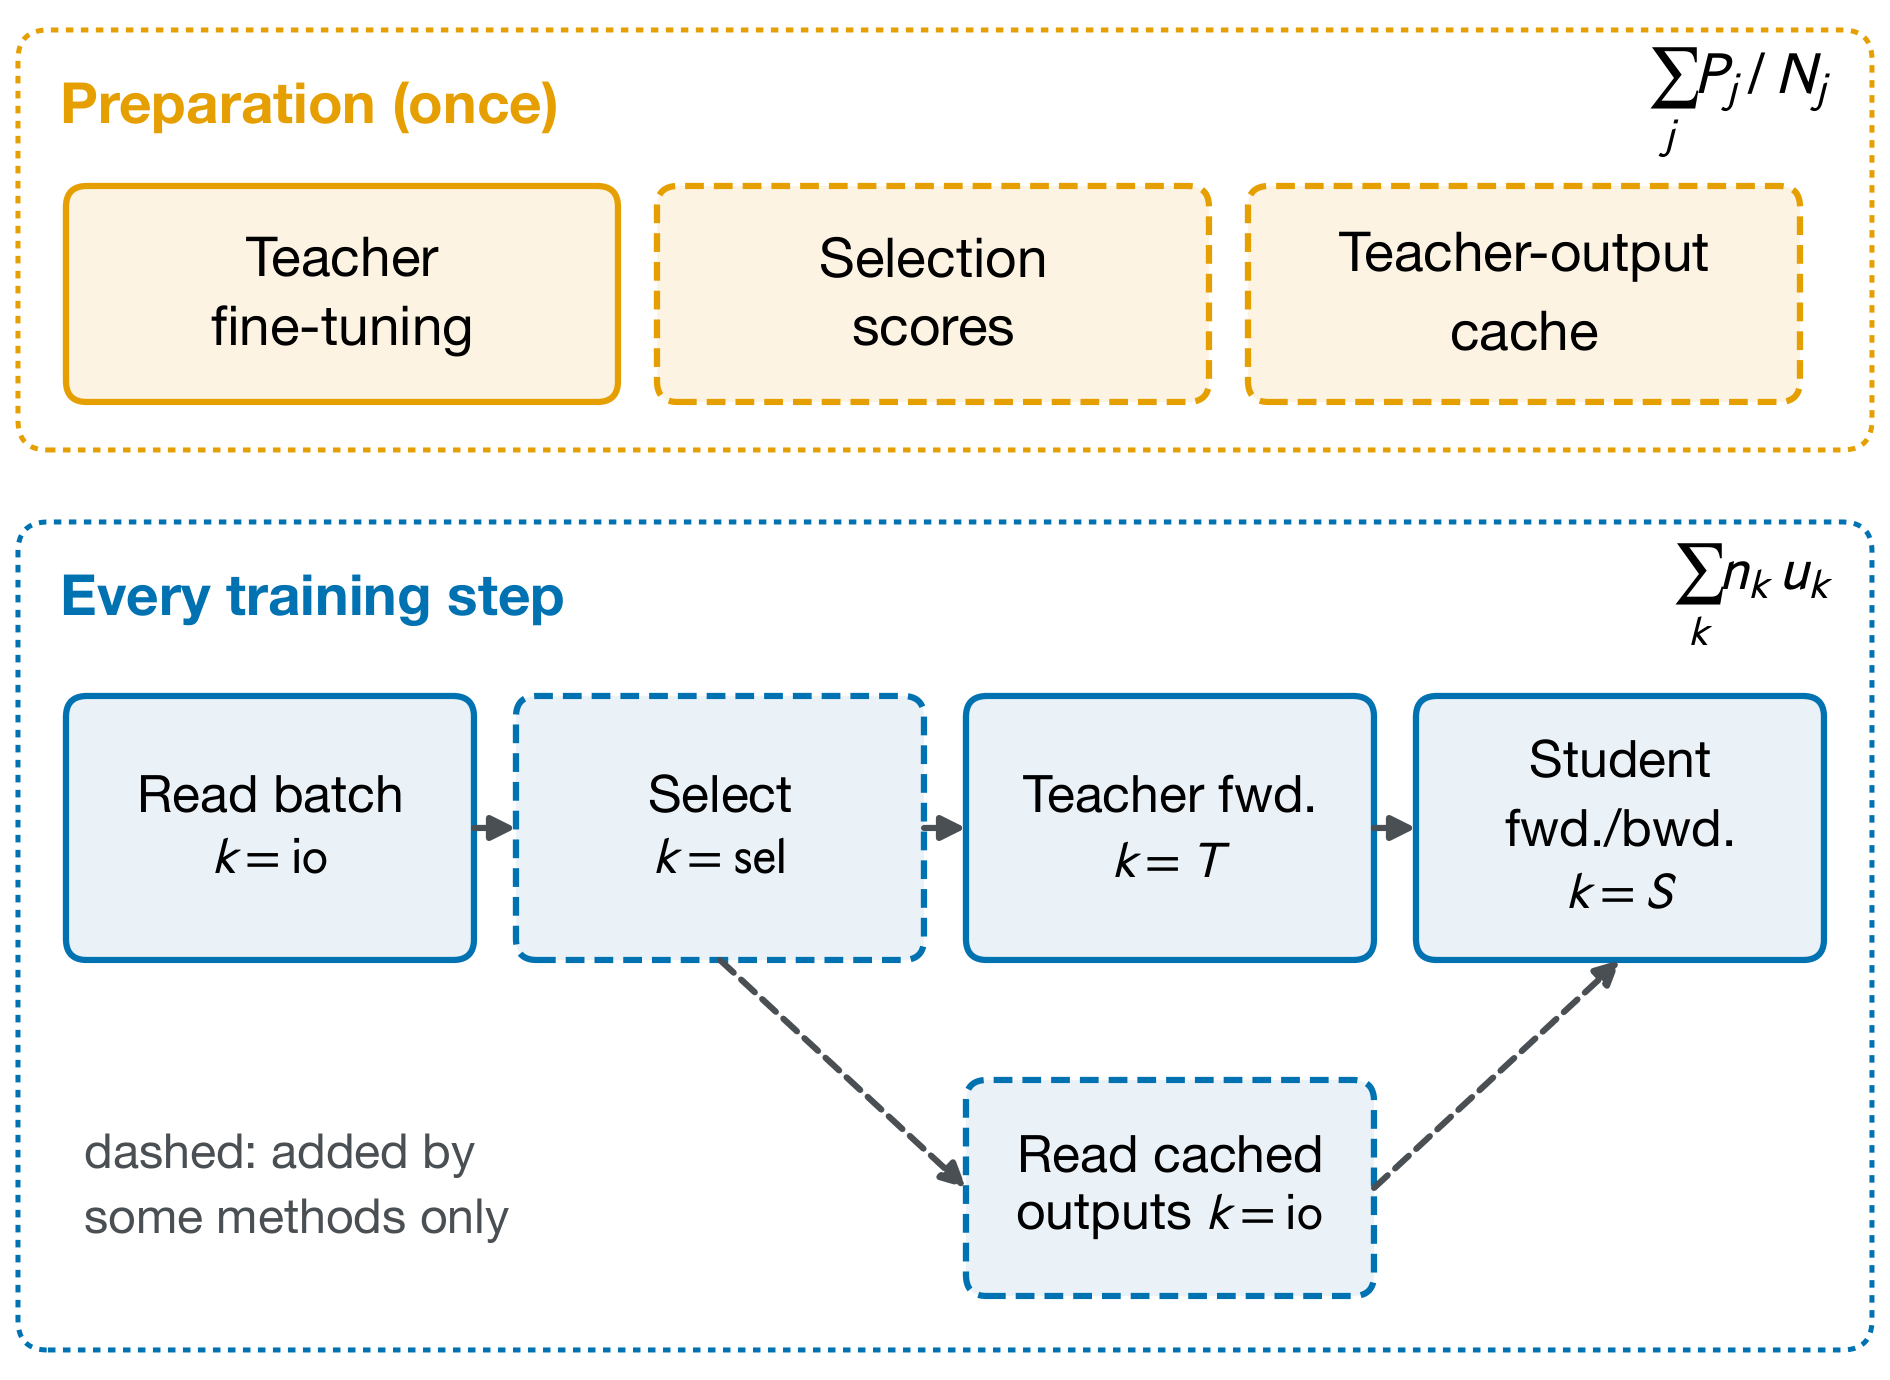 Preparation (once)
∑_j P_j / N_j
Teacher
fine-tuning
Selection
scores
Teacher-output
cache
Every training step
∑_k n_k u_k
Read batch
k = io
Select
k = sel
Teacher fwd.
k = T
Student
fwd./bwd.
k = S
Read cached
outputs k = io
dashed: added by
some methods only